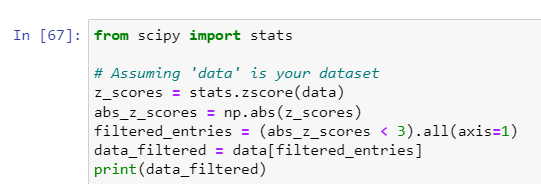 In [67]: from scipy import stats
# Assuming 'data' is your dataset
z_scores = stats.zscore(data)
abs_z_scores = np.abs(z_scores)
filtered_entries = (abs_z_scores < 3).all(axis=1)
data_filtered = data[filtered_entries]
print(data_filtered)